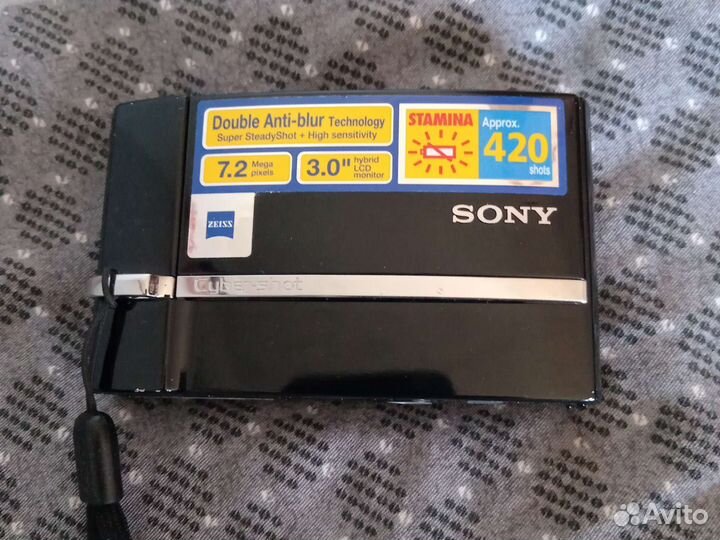 Double Anti-blur Technology
Super SteadyShot + High sensitivity
7.2 Mega pixels
3.0" hybrid LCD monitor
STAMINA
Approx.
420
shots
ZEISS
SONY
Cyber-shot
Avito